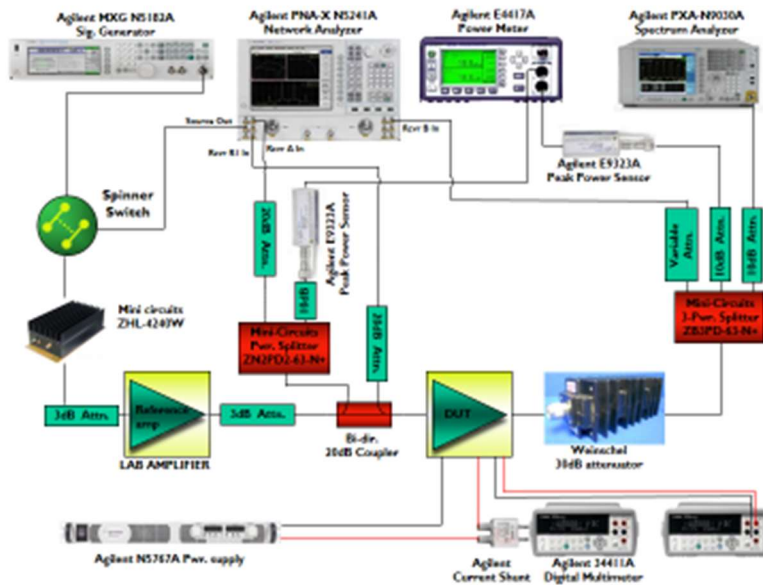 Agilent MXG N5182A
Sig. Generator
Agilent PNA-X N5241A
Network Analyzer
Agilent E4417A
Power Meter
Agilent PXA-N9030A
Spectrum Analyzer
Source Out
Rcvr A In
Rcvr R1 In
Rcvr B In
Agilent E9323A
Peak Power Sensor
Spinner
Switch
20dB Attn.
Agilent E9323A
Peak Power Sensor
Variable
Attn.
10dB Attn.
10dB Attn.
Mini circuits
ZHL-4240W
Mini-Circuits
Pwr. Splitter
ZN2PD2-63-N+
Mini-Circuits
3-Pwr. Splitter
ZB3PD-63-N+
3dB Attn.
Reference
amp
LAB AMPLIFIER
3dB Attn.
Bi-dir.
20dB Coupler
DUT
Weinschel
30dB attenuator
Agilent N5767A Pwr. supply
Agilent
Current Shunt
Agilent 34411A
Digital Multimeter